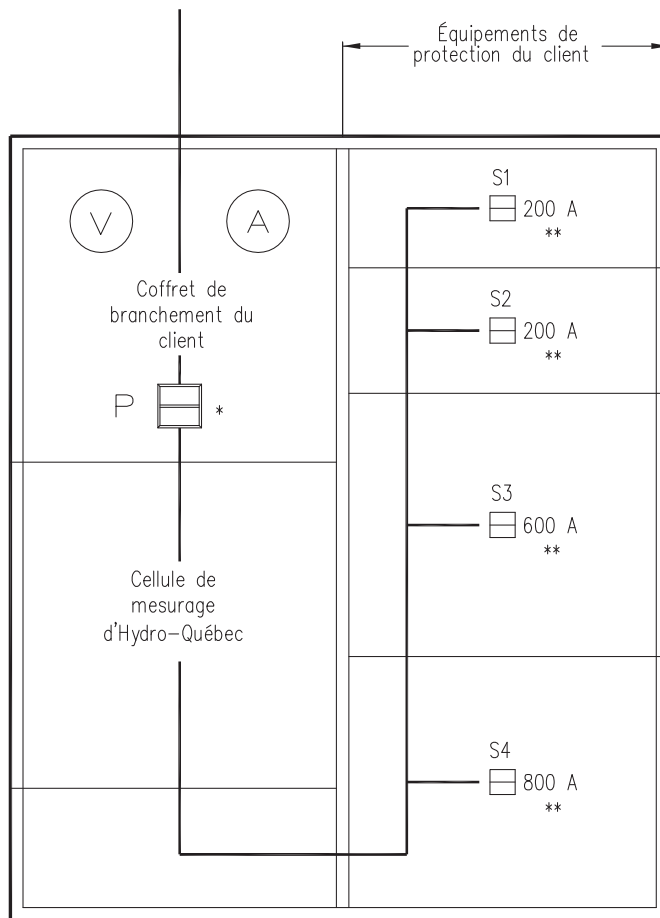 Équipements de
protection du client
V
A
Coffret de
branchement du
client
P *
Cellule de
mesurage
d'Hydro-Québec
S1
200 A
**
S2
200 A
**
S3
600 A
**
S4
800 A
**